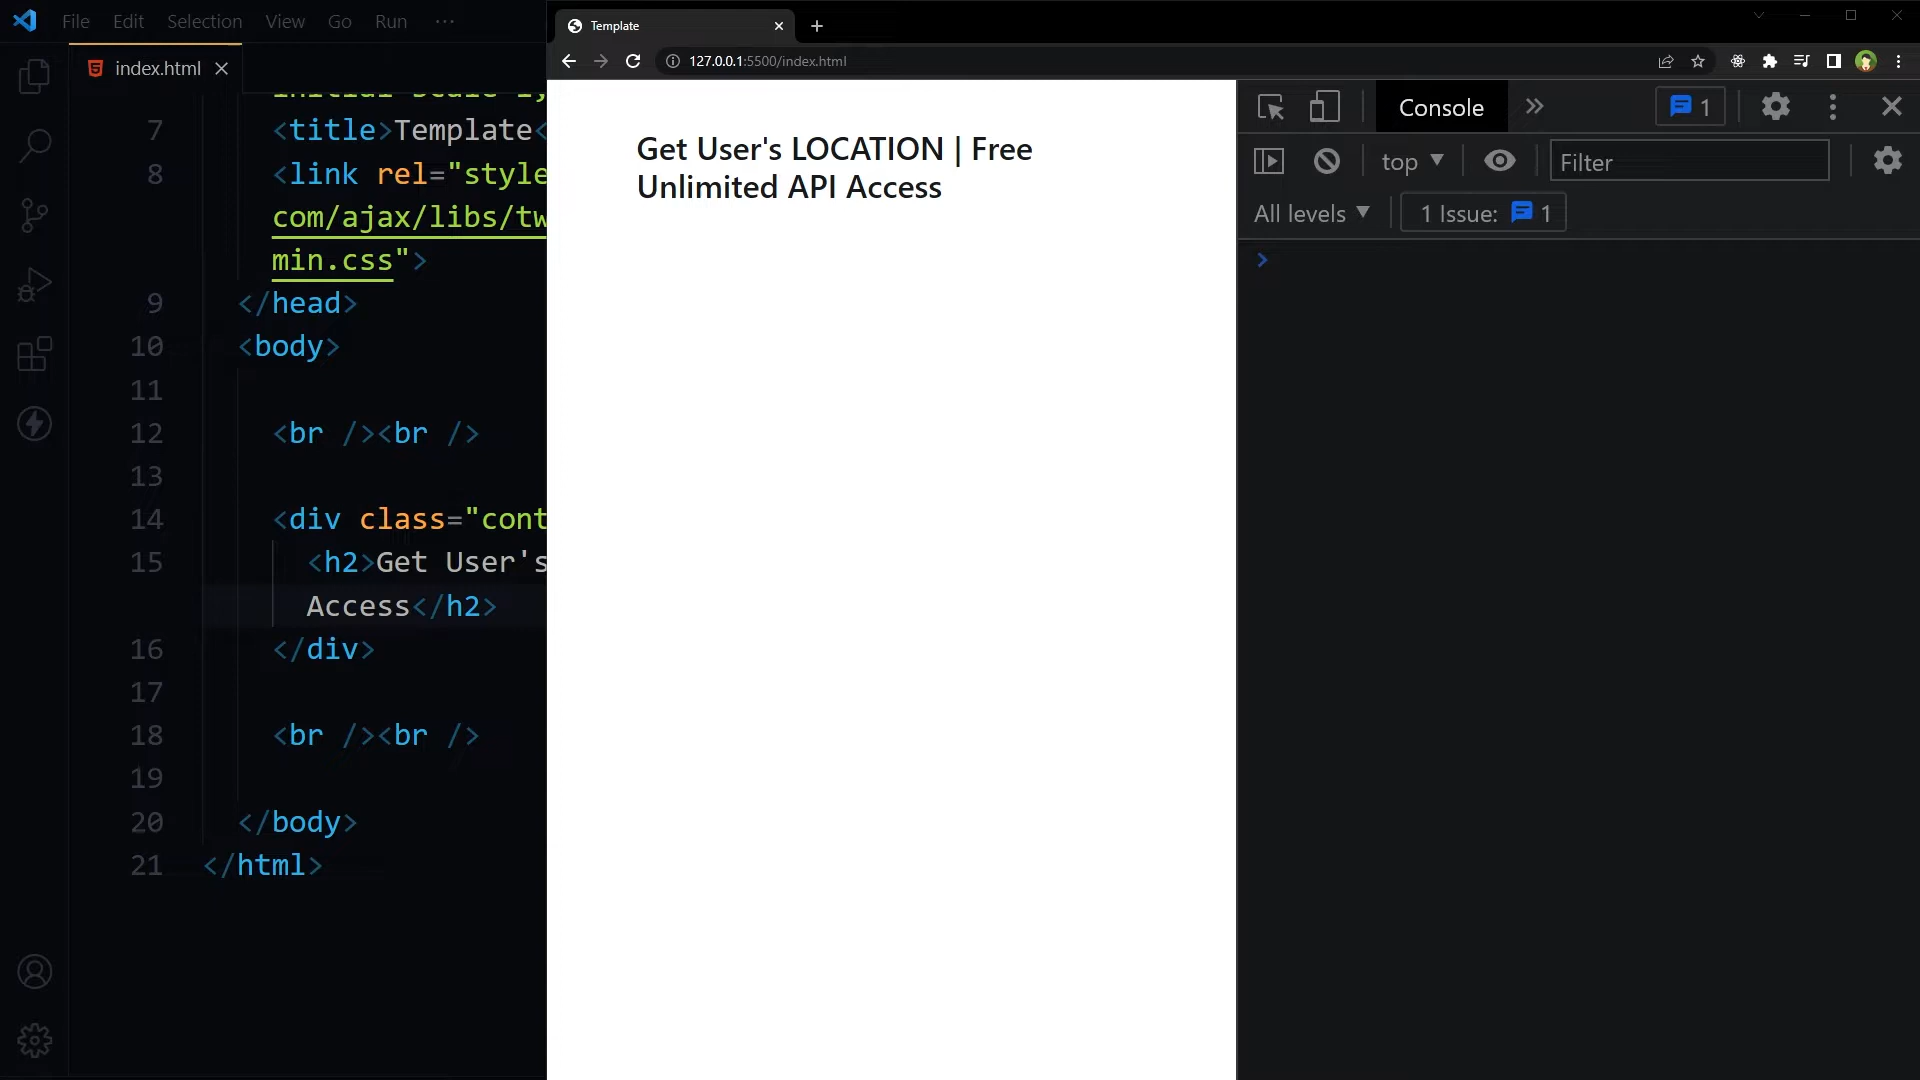 File Edit Selection View Go Run ···
index.html
7 <title>Template<
8 <link rel="style
com/ajax/libs/tw
min.css">
9 </head>
10 <body>
11
12 <br /><br />
13
14 <div class="cont
15 <h2>Get User's
Access</h2>
16 </div>
17
18 <br /><br />
19
20 </body>
21 </html>
Template
127.0.0.1:5500/index.html
Get User's LOCATION | Free
Unlimited API Access
Console 1
top Filter
All levels 1 Issue: 1